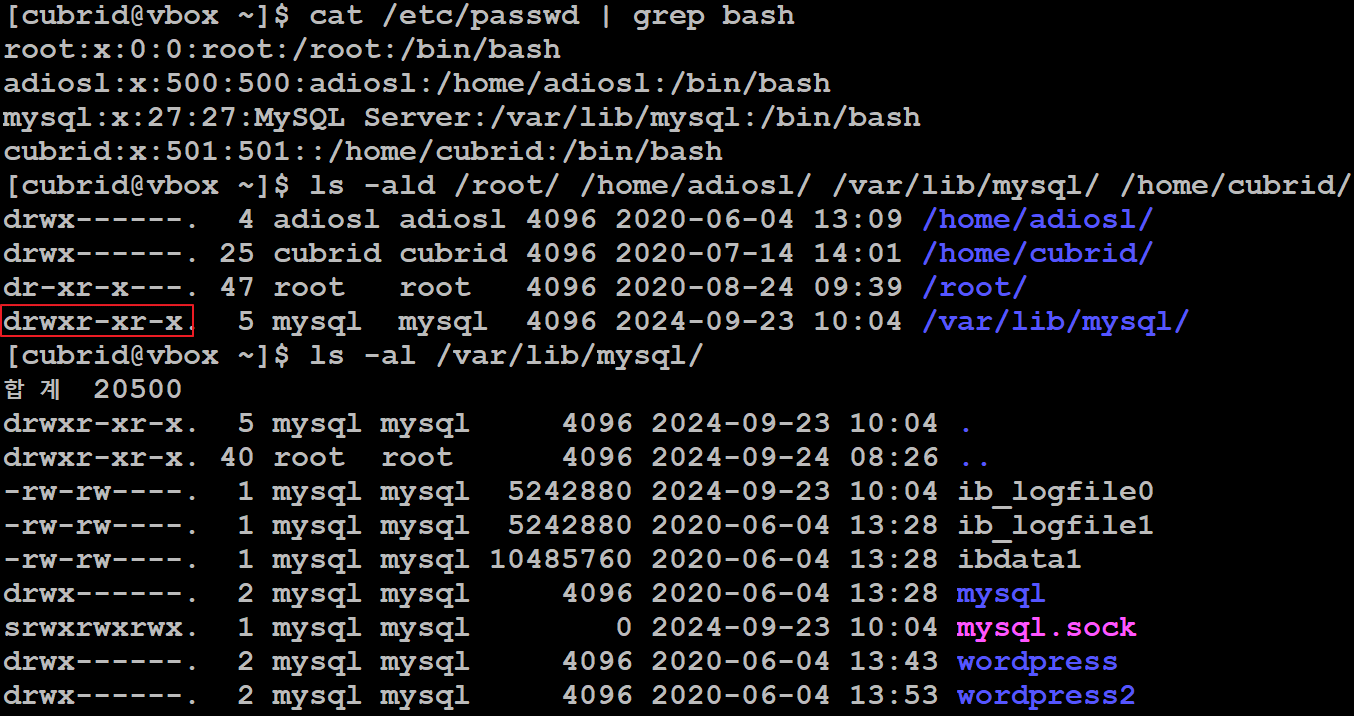 [cubrid@vbox ~]$ cat /etc/passwd | grep bash
root:x:0:0:root:/root:/bin/bash
adiosl:x:500:500:adiosl:/home/adiosl:/bin/bash
mysql:x:27:27:MySQL Server:/var/lib/mysql:/bin/bash
cubrid:x:501:501::/home/cubrid:/bin/bash
[cubrid@vbox ~]$ ls -ald /root/ /home/adiosl/ /var/lib/mysql/ /home/cubrid/
drwx------.  4 adiosl adiosl 4096 2020-06-04 13:09 /home/adiosl/
drwx------. 25 cubrid cubrid 4096 2020-07-14 14:01 /home/cubrid/
dr-xr-x---. 47 root   root   4096 2020-08-24 09:39 /root/
drwxr-xr-x.  5 mysql  mysql  4096 2024-09-23 10:04 /var/lib/mysql/
[cubrid@vbox ~]$ ls -al /var/lib/mysql/
합계  20500
drwxr-xr-x.  5 mysql mysql     4096 2024-09-23 10:04 .
drwxr-xr-x. 40 root  root      4096 2024-09-24 08:26 ..
-rw-rw----.  1 mysql mysql  5242880 2024-09-23 10:04 ib_logfile0
-rw-rw----.  1 mysql mysql  5242880 2020-06-04 13:28 ib_logfile1
-rw-rw----.  1 mysql mysql 10485760 2020-06-04 13:28 ibdata1
drwx------.  2 mysql mysql     4096 2020-06-04 13:28 mysql
srwxrwxrwx.  1 mysql mysql        0 2024-09-23 10:04 mysql.sock
drwx------.  2 mysql mysql     4096 2020-06-04 13:43 wordpress
drwx------.  2 mysql mysql     4096 2020-06-04 13:53 wordpress2